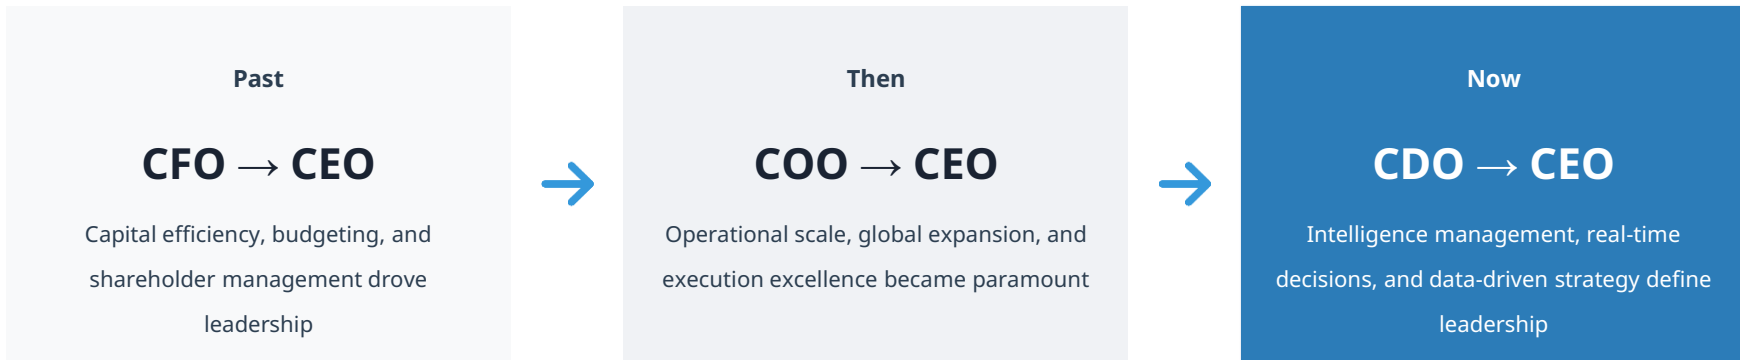 Past
CFO → CEO
Capital efficiency, budgeting, and
shareholder management drove
leadership
Then
COO → CEO
Operational scale, global expansion, and
execution excellence became paramount
Now
CDO → CEO
Intelligence management, real-time
decisions, and data-driven strategy define
leadership